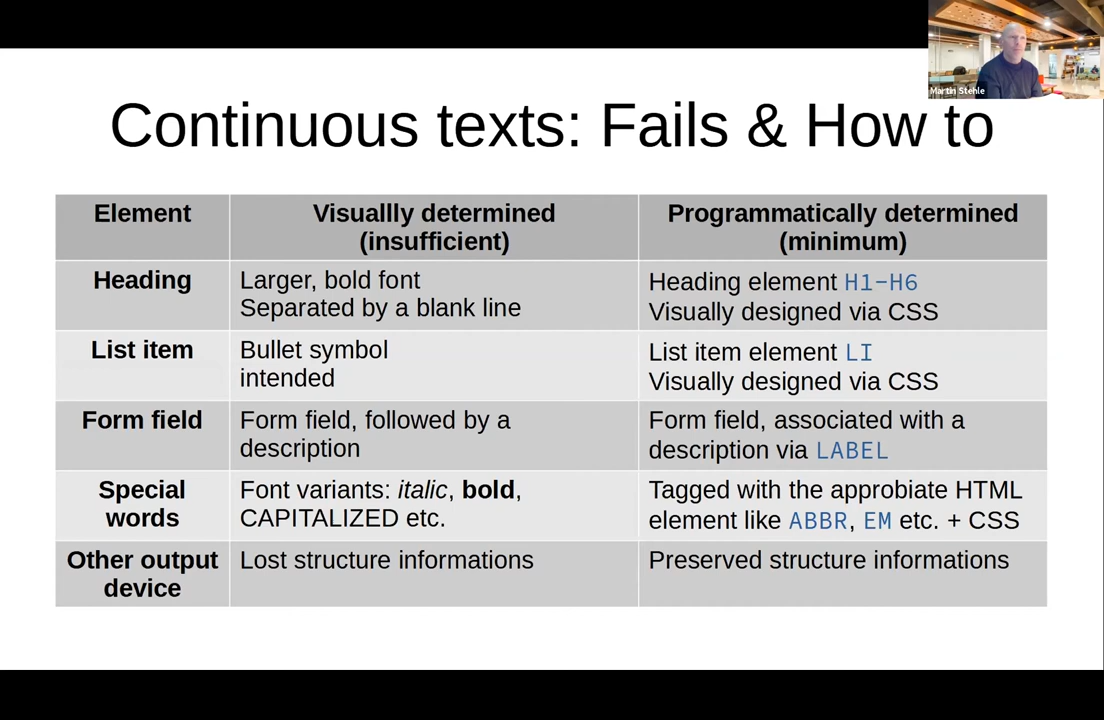 Martin Stehle
Continuous texts: Fails & How to
Element
Visuallly determined
(insufficient)
Programmatically determined
(minimum)
Heading
Larger, bold font
Separated by a blank line
Heading element H1–H6
Visually designed via CSS
List item
Bullet symbol
intended
List item element LI
Visually designed via CSS
Form field
Form field, followed by a
description
Form field, associated with a
description via LABEL
Special
words
Font variants: italic, bold,
CAPITALIZED etc.
Tagged with the approbiate HTML
element like ABBR, EM etc. + CSS
Other output
device
Lost structure informations
Preserved structure informations